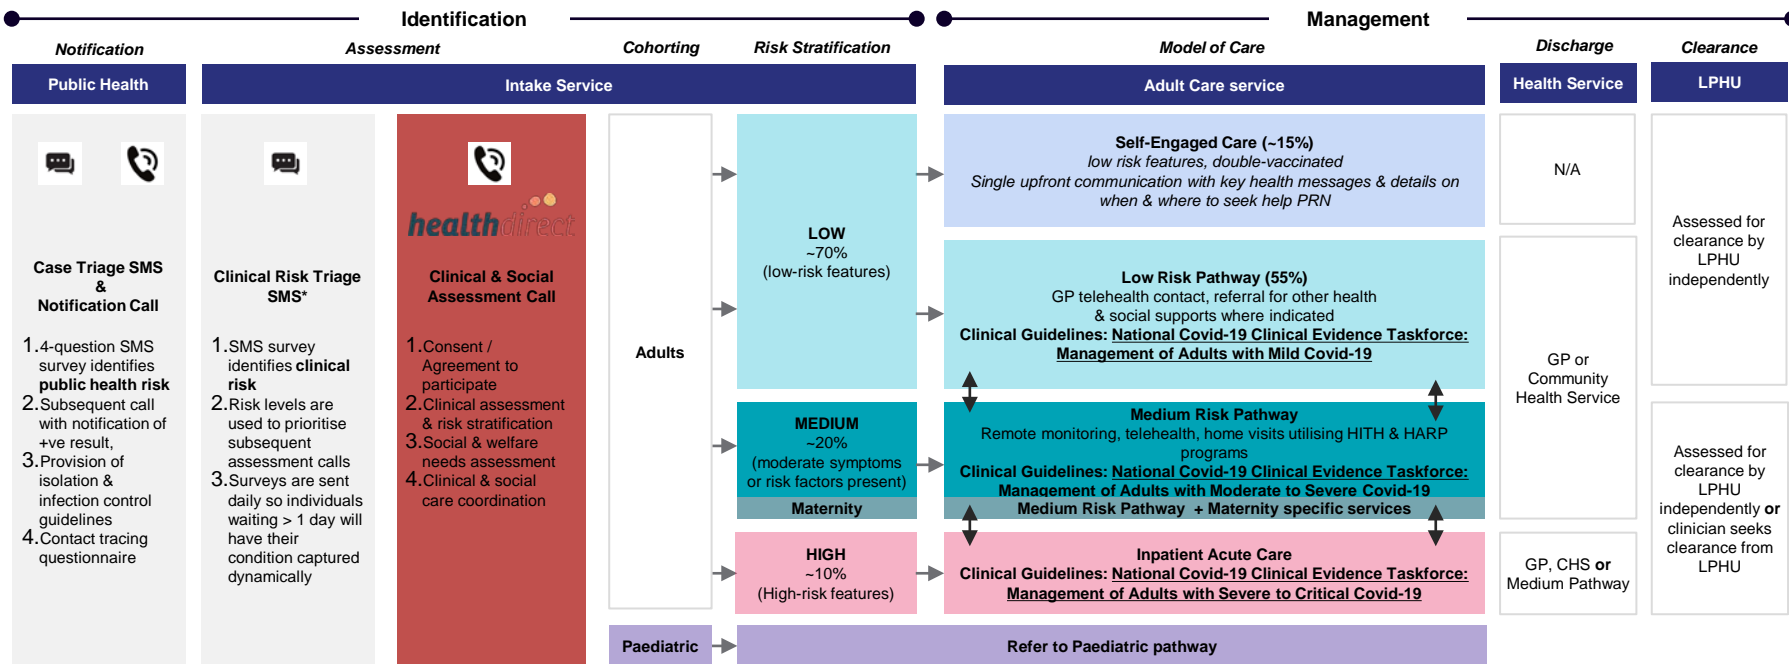 Identification
Management
Notification
Assessment
Cohorting
Risk Stratification
Model of Care
Discharge
Clearance
Public Health
Intake Service
Adult Care service
Health Service
LPHU
Case Triage SMS
&
Notification Call
1.4-question SMS
survey identifies
public health risk
2.Subsequent call
with notification of
+ve result,
3.Provision of
isolation &
infection control
guidelines
4.Contact tracing
questionnaire
Clinical Risk Triage
SMS*
1.SMS survey
identifies clinical
risk
2.Risk levels are
used to prioritise
subsequent
assessment calls
3.Surveys are sent
daily so individuals
waiting > 1 day will
have their
condition captured
dynamically
healthdirect
Clinical & Social
Assessment Call
1.Consent /
Agreement to
participate
2.Clinical assessment
& risk stratification
3.Social & welfare
needs assessment
4.Clinical & social
care coordination
Adults
Paediatric
LOW
~70%
(low-risk features)
MEDIUM
~20%
(moderate symptoms
or risk factors present)
Maternity
HIGH
~10%
(High-risk features)
Self-Engaged Care (~15%)
low risk features, double-vaccinated
Single upfront communication with key health messages & details on
when & where to seek help PRN
Low Risk Pathway (55%)
GP telehealth contact, referral for other health
& social supports where indicated
Clinical Guidelines: National Covid-19 Clinical Evidence Taskforce:
Management of Adults with Mild Covid-19
Medium Risk Pathway
Remote monitoring, telehealth, home visits utilising HITH & HARP
programs
Clinical Guidelines: National Covid-19 Clinical Evidence Taskforce:
Management of Adults with Moderate to Severe Covid-19
Medium Risk Pathway + Maternity specific services
Inpatient Acute Care
Clinical Guidelines: National Covid-19 Clinical Evidence Taskforce:
Management of Adults with Severe to Critical Covid-19
Refer to Paediatric pathway
N/A
GP or
Community
Health Service
GP, CHS or
Medium Pathway
Assessed for
clearance by
LPHU
independently
Assessed for
clearance by
LPHU
independently or
clinician seeks
clearance from
LPHU